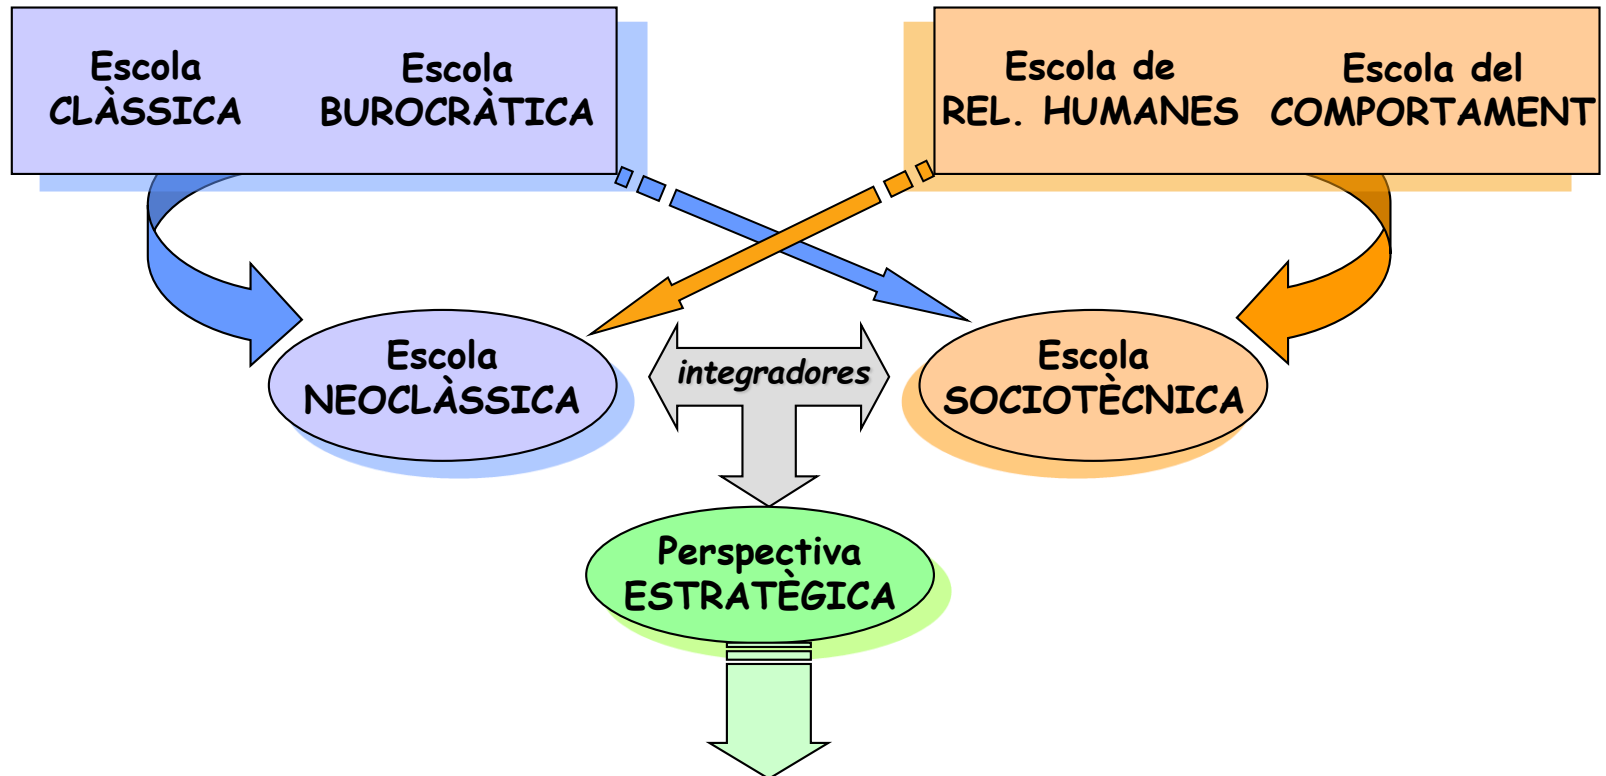 Escola
CLÀSSICA
Escola
BUROCRÀTICA
Escola de
REL. HUMANES
Escola del
COMPORTAMENT
Escola
NEOCLÀSSICA
integradores
Escola
SOCIOTÈCNICA
Perspectiva
ESTRATÈGICA